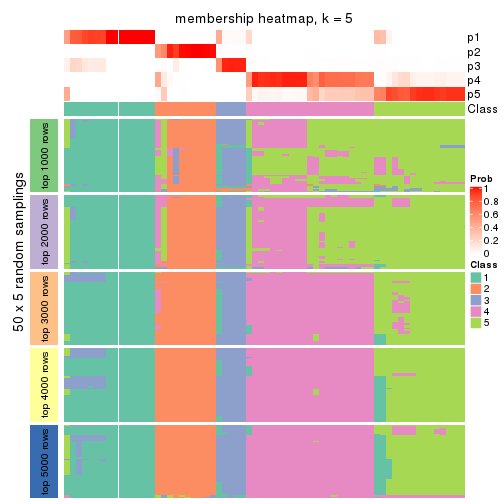 membership heatmap, k = 5
p1
p2
p3
p4
p5
Class
50 x 5 random samplings
top 1000 rows
top 2000 rows
top 3000 rows
top 4000 rows
top 5000 rows
Prob
1
0.8
0.6
0.4
0.2
0
Class
1
2
3
4
5